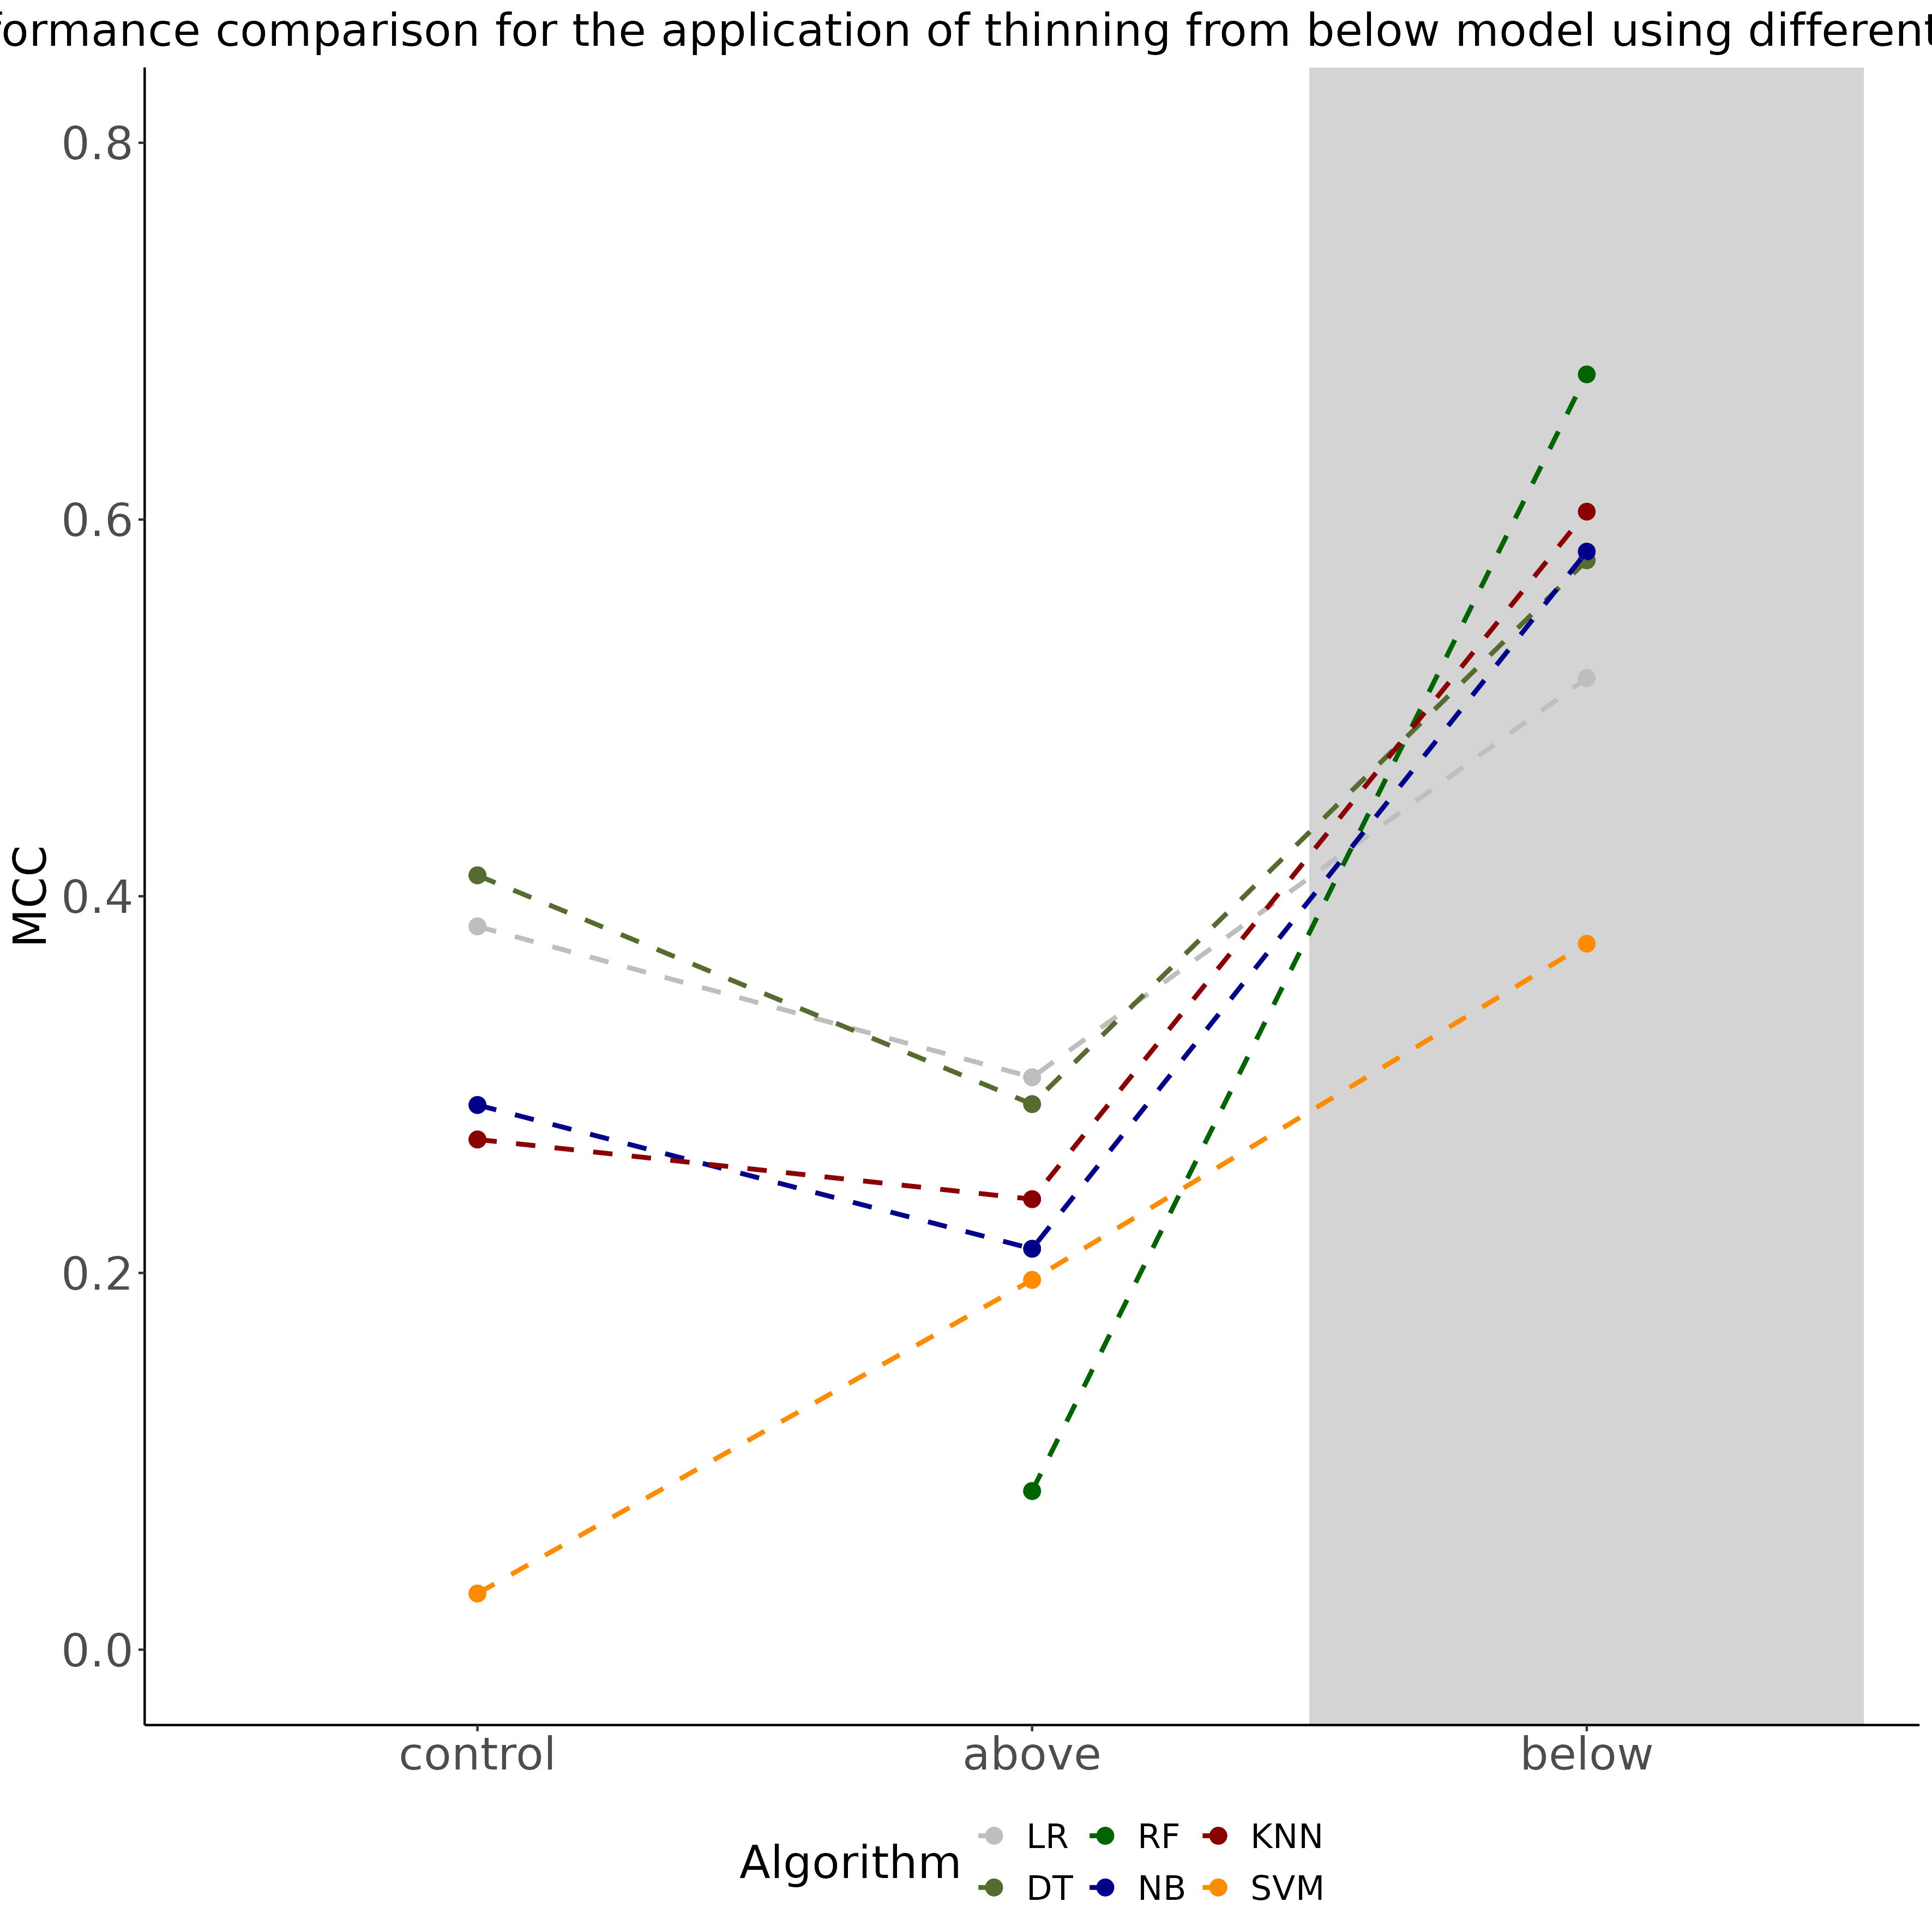 ormance comparison for the application of thinning from below model using different
0.8
0.6
0.4
0.2
0.0
MCC
control above below
Algorithm
LR RF KNN
DT NB SVM